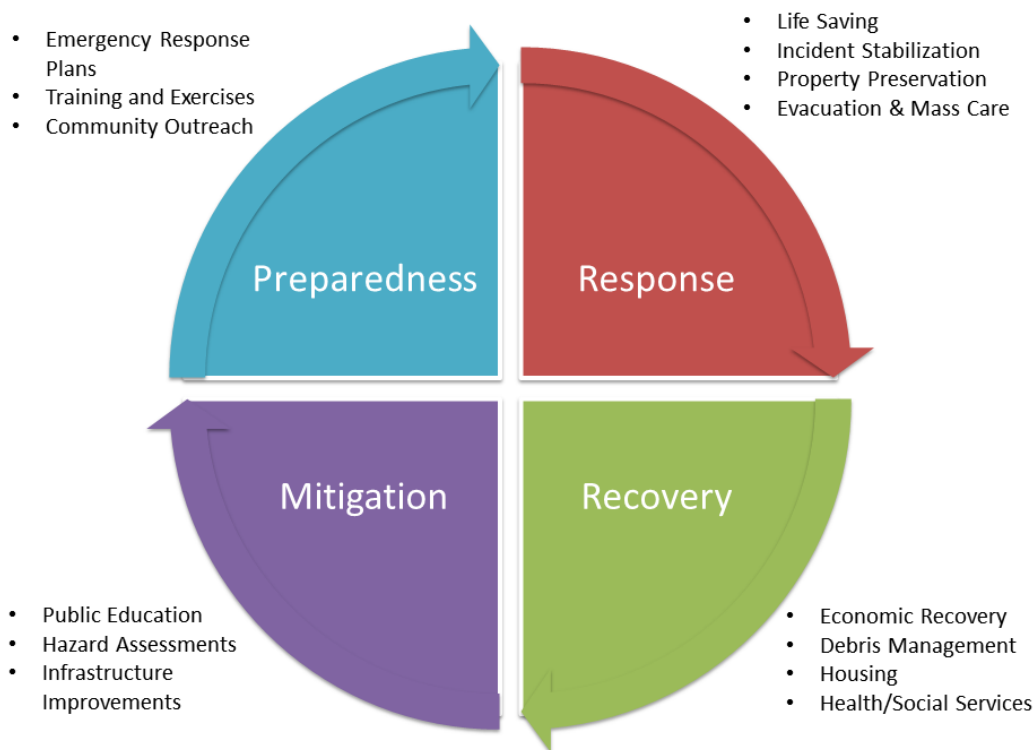 • Emergency Response
Plans
• Training and Exercises
• Community Outreach
• Life Saving
• Incident Stabilization
• Property Preservation
• Evacuation & Mass Care
Preparedness
Response
Mitigation
Recovery
• Public Education
• Hazard Assessments
• Infrastructure
Improvements
• Economic Recovery
• Debris Management
• Housing
• Health/Social Services